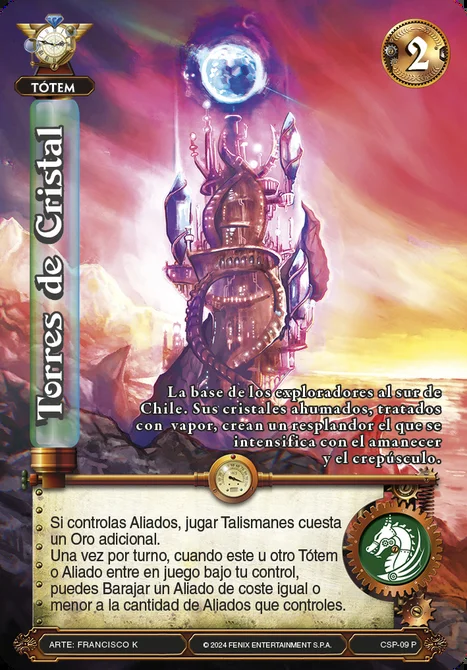 2
TÓTEM
Torres de Cristal
La base de los exploradores al sur de
Chile. Sus cristales ahumados, tratados
con vapor, crean un resplandor el que se
intensifica con el amanecer
y el crepúsculo.
Si controlas Aliados, jugar Talismanes cuesta
un Oro adicional.
Una vez por turno, cuando este u otro Tótem
o Aliado entre en juego bajo tu control,
puedes Barajar un Aliado de coste igual o
menor a la cantidad de Aliados que controles.
ARTE: FRANCISCO K
© 2024 FENIX ENTERTAINMENT S.P.A.
CSP-09 P